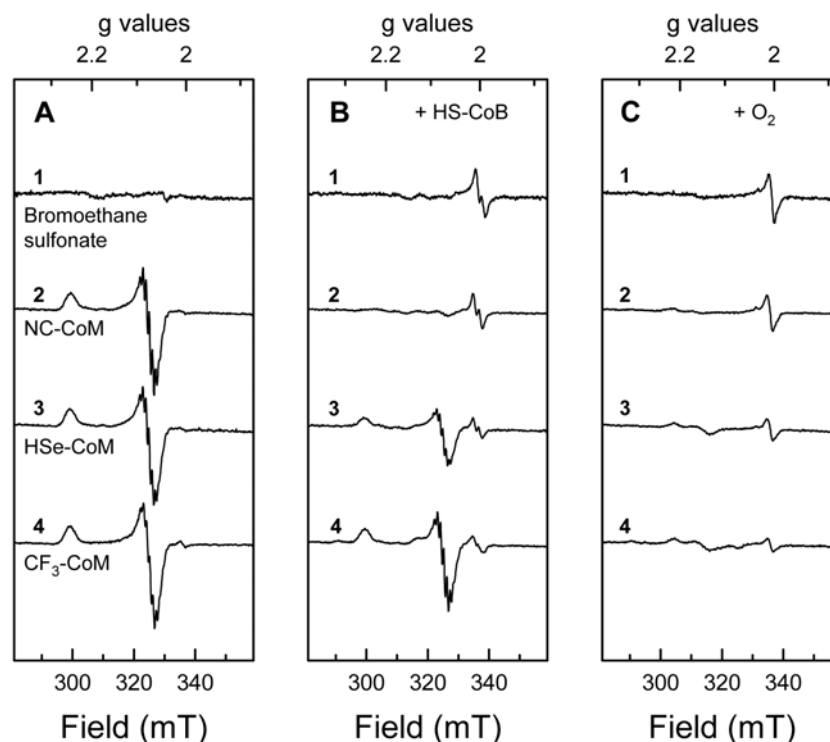 g values
2.2 2
A
1
Bromoethane
sulfonate
2
NC-CoM
3
HSe-CoM
4
CF₃-CoM
300 320 340
Field (mT)
g values
2.2 2
B + HS-CoB
1
2
3
4
300 320 340
Field (mT)
g values
2.2 2
C + O₂
1
2
3
4
300 320 340
Field (mT)